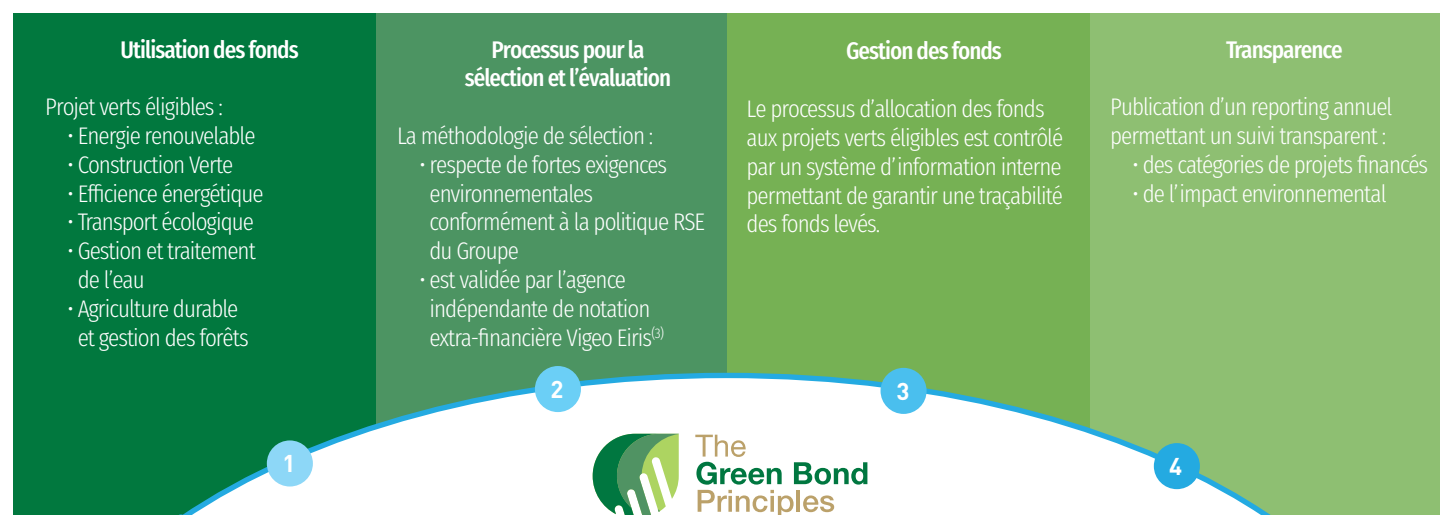 Utilisation des fonds
Projet verts éligibles :
· Energie renouvelable
· Construction Verte
· Efficience énergétique
· Transport écologique
· Gestion et traitement
de l’eau
· Agriculture durable
et gestion des forêts
Processus pour la
sélection et l’évaluation
La méthodologie de sélection :
· respecte de fortes exigences
environnementales
conformément à la politique RSE
du Groupe
· est validée par l’agence
indépendante de notation
extra-financière Vigeo Eiris(3)
Gestion des fonds
Le processus d’allocation des fonds
aux projets verts éligibles est contrôlé
par un système d’information interne
permettant de garantir une traçabilité
des fonds levés.
Transparence
Publication d’un reporting annuel
permettant un suivi transparent :
· des catégories de projets financés
· de l’impact environnemental
1
2
3
4
The
Green Bond
Principles